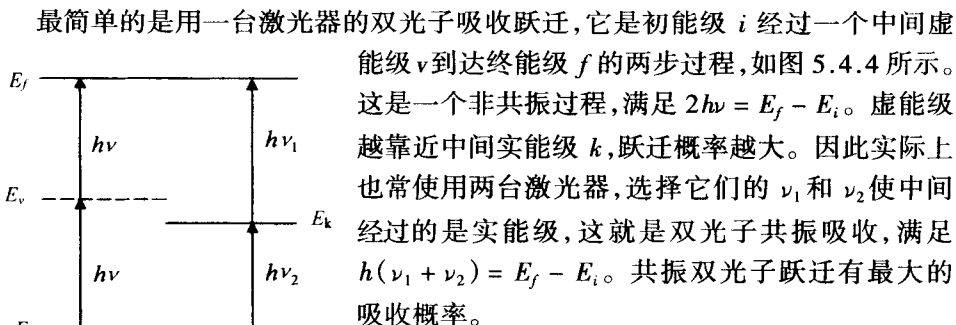 最简单的是用一台激光器的双光子吸收跃迁,它是初能级 i 经过一个中间虚
能级 v 到达终能级 f 的两步过程,如图 5.4.4 所示。
这是一个非共振过程,满足 2hν = E_f − E_i。虚能级
越靠近中间实能级 k,跃迁概率越大。因此实际上
也常使用两台激光器,选择它们的 ν₁和 ν₂使中间
经过的是实能级,这就是双光子共振吸收,满足
h(ν₁ + ν₂) = E_f − E_i。共振双光子跃迁有最大的
吸收概率。
E_f
hν
hν₁
E_v
E_k
hν
hν₂